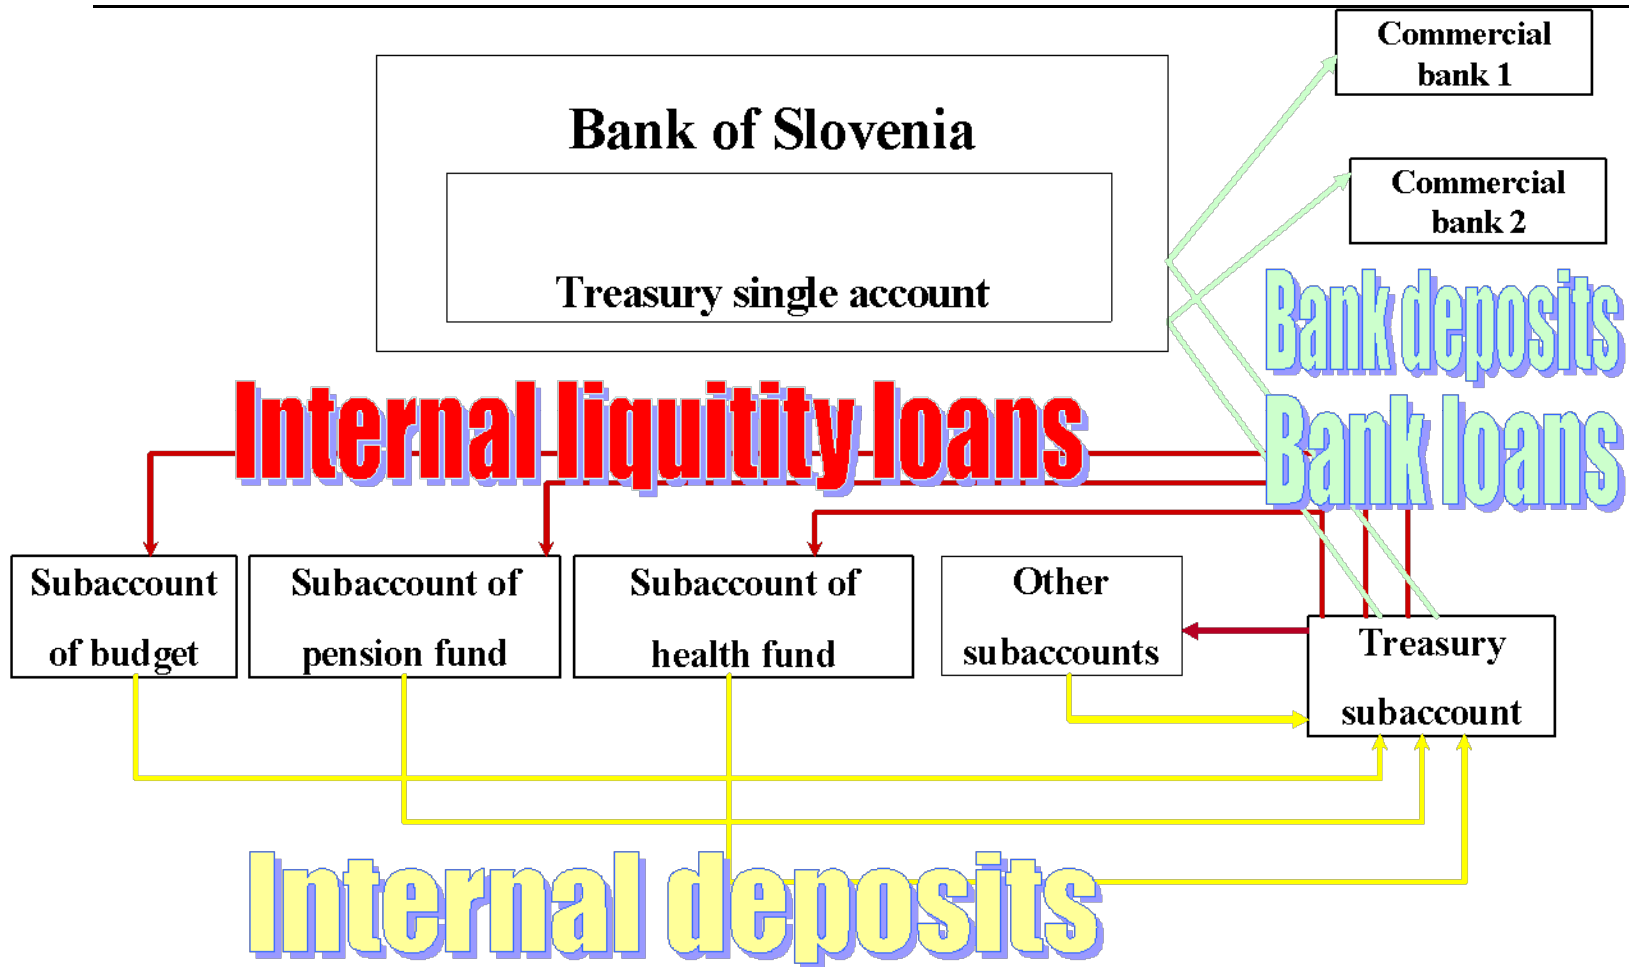 Commercial
bank 1
Bank of Slovenia
Commercial
bank 2
Treasury single account
Bank deposits
Internal liquitity loans
Bank loans
Subaccount
of budget
Subaccount of
pension fund
Subaccount of
health fund
Other
subaccounts
Treasury
subaccount
Internal deposits